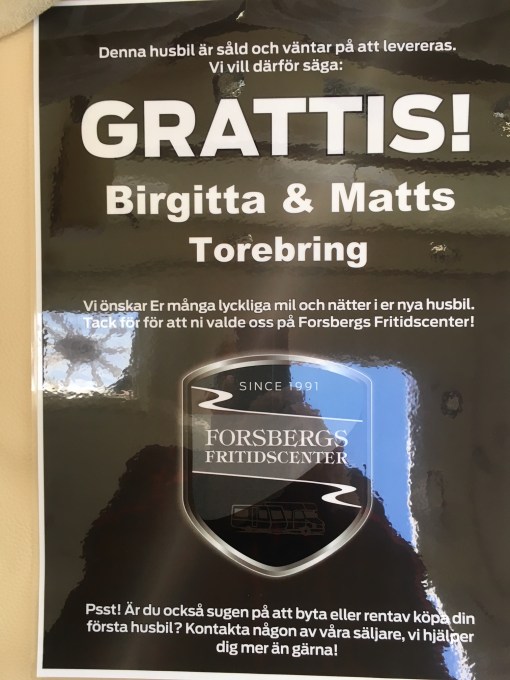 Denna husbil är såld och väntar på att levereras.
Vi vill därför säga:
GRATTIS!
Birgitta & Matts
Torebring
Vi önskar Er många lyckliga mil och nätter i er nya husbil.
Tack för för att ni valde oss på Forsbergs Fritidscenter!
SINCE 1991
FORSBERGS
FRITIDSCENTER
Psst! Är du också sugen på att byta eller rentav köpa din
första husbil? Kontakta någon av våra säljare, vi hjälper
dig mer än gärna!